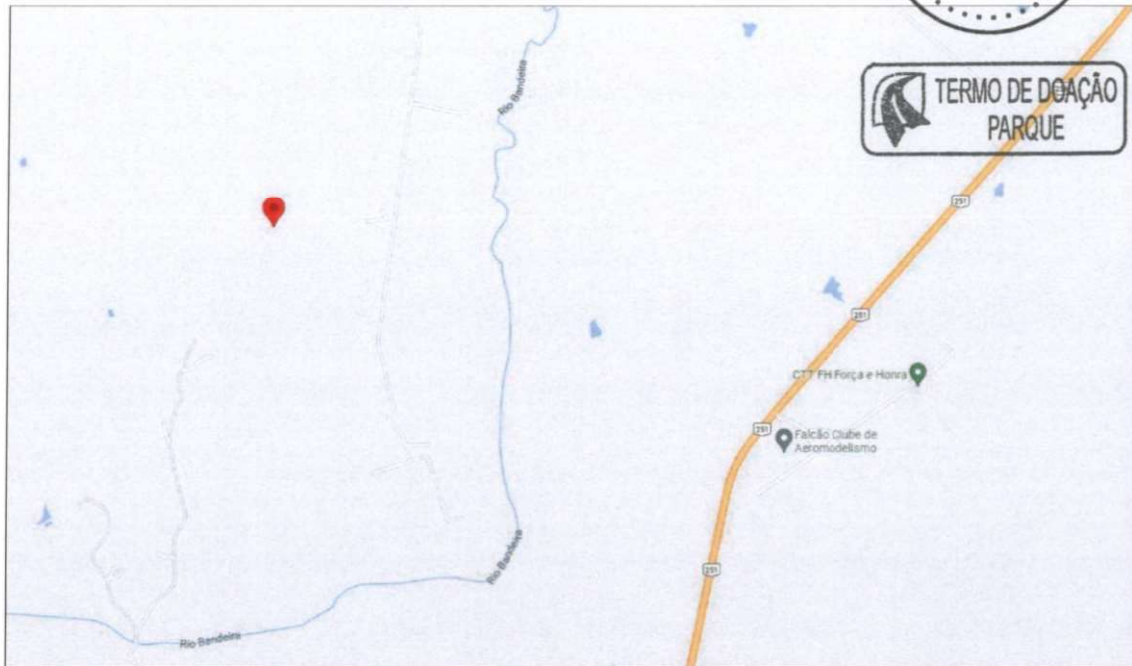 TERMO DE DOAÇÃO
PARQUE
Rio Bandeira
251
251
CTT FH Força e Honra
251
Falcão Clube de
Aeromodelismo
Rio Bandeira
251
Rio Bandeira